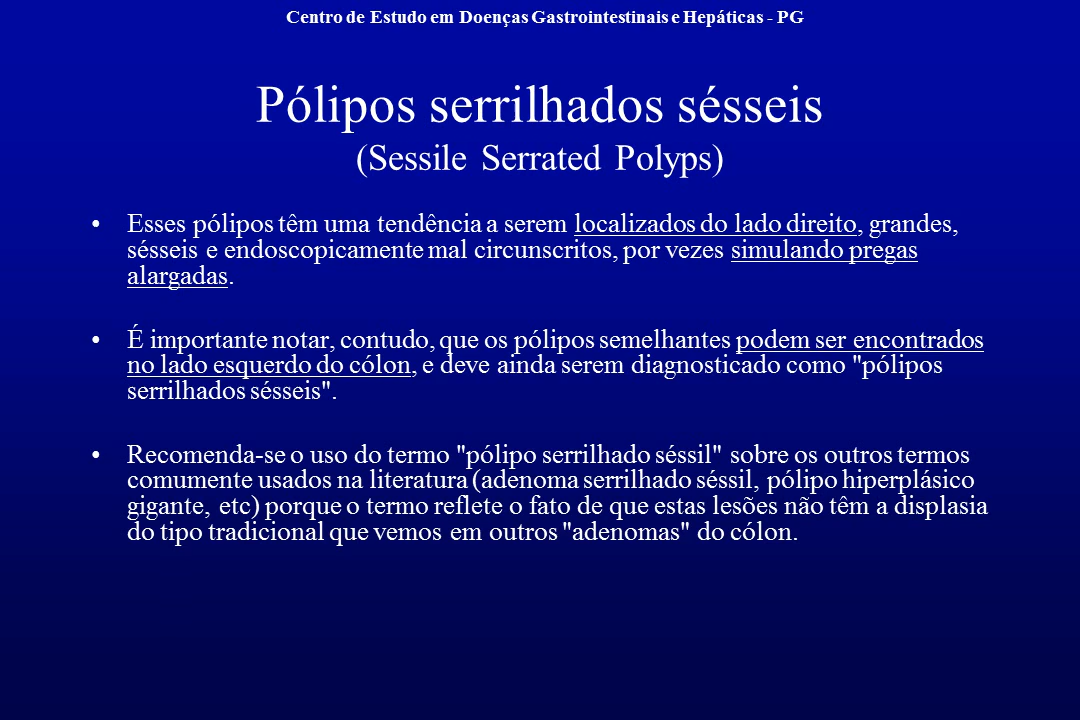 Centro de Estudo em Doenças Gastrointestinais e Hepáticas - PG
Pólipos serrilhados sésseis
(Sessile Serrated Polyps)
• Esses pólipos têm uma tendência a serem localizados do lado direito, grandes,
sésseis e endoscopicamente mal circunscritos, por vezes simulando pregas
alargadas.
• É importante notar, contudo, que os pólipos semelhantes podem ser encontrados
no lado esquerdo do cólon, e deve ainda serem diagnosticado como "pólipos
serrilhados sésseis".
• Recomenda-se o uso do termo "pólipo serrilhado séssil" sobre os outros termos
comumente usados na literatura (adenoma serrilhado séssil, pólipo hiperplásico
gigante, etc) porque o termo reflete o fato de que estas lesões não têm a displasia
do tipo tradicional que vemos em outros "adenomas" do cólon.